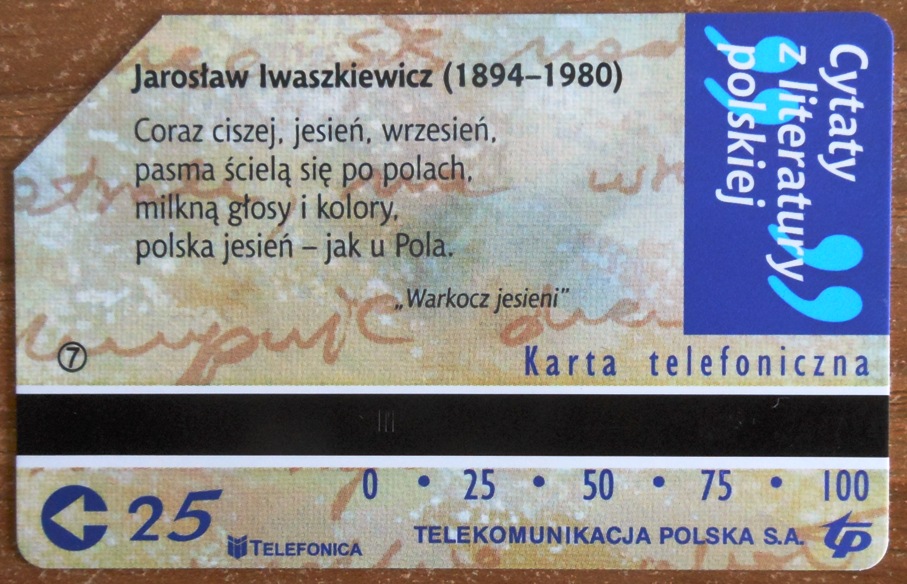 Jarosław Iwaszkiewicz (1894–1980)
Coraz ciszej, jesień, wrzesień,
pasma ścielą się po polach,
milkną głosy i kolory,
polska jesień – jak u Pola.
„Warkocz jesieni”
Cytaty
z literatury
polskiej
7
Karta telefoniczna
0 • 25 • 50 • 75 • 100
25
TELEFONICA
TELEKOMUNIKACJA POLSKA S.A. tp